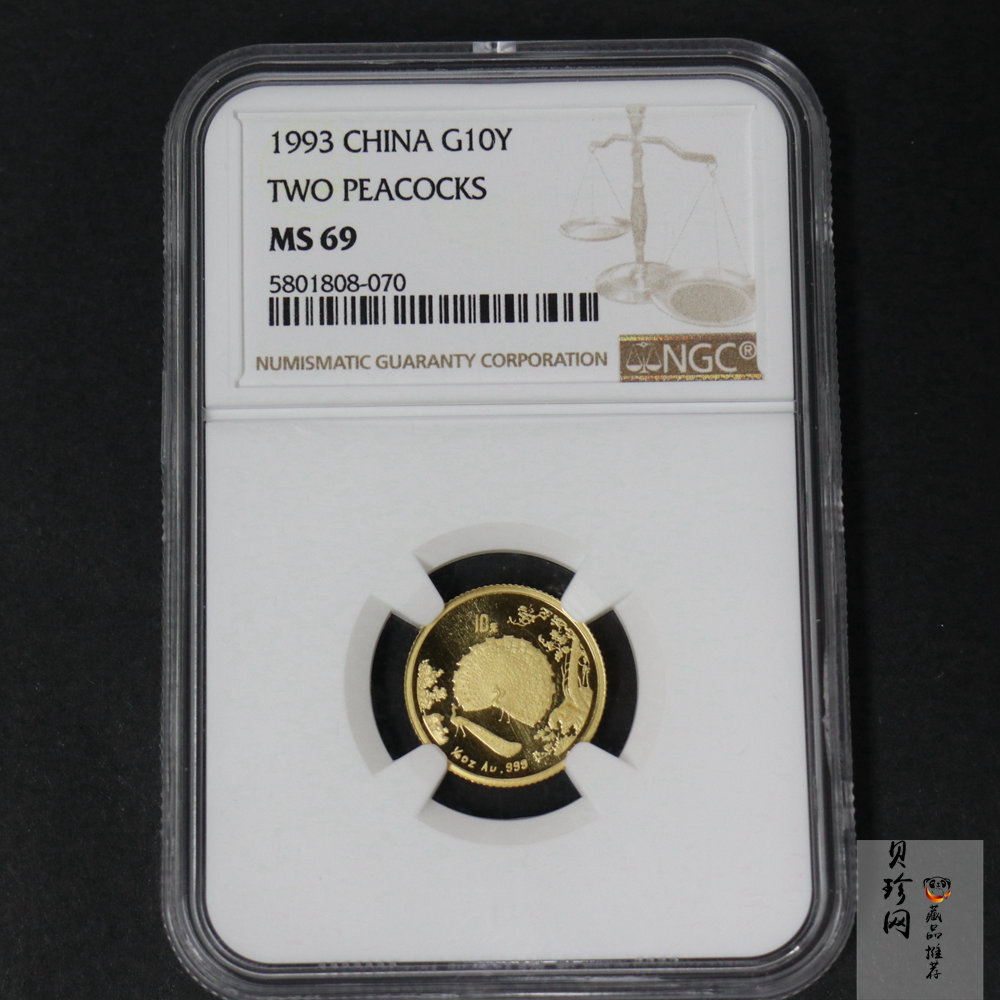 1993 CHINA G10Y
TWO PEACOCKS
MS 69
5801808-070
NUMISMATIC GUARANTY CORPORATION
NGC®
10元
oz Au .999
贝珍网
藏品推荐